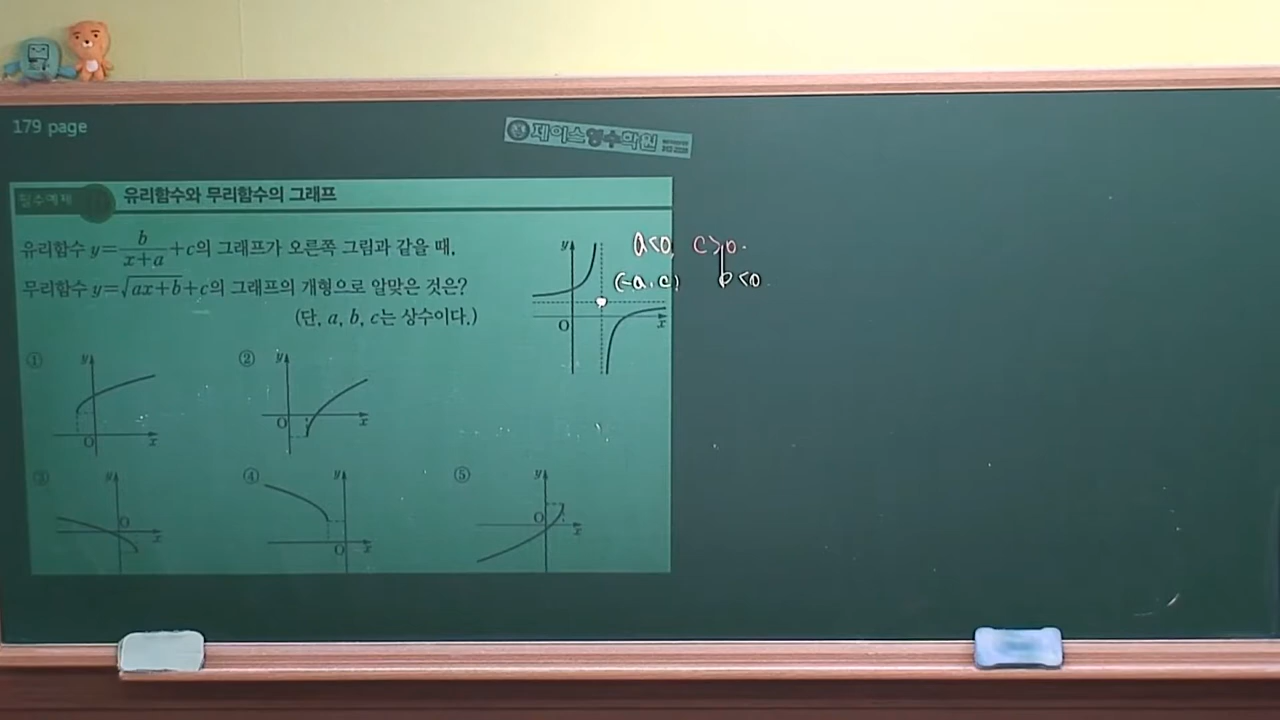 179 page
제이스영수학원
필수예제
유리함수와 무리함수의 그래프
유리함수 y=b/(x+a)+c의 그래프가 오른쪽 그림과 같을 때,
무리함수 y=√(ax+b)+c의 그래프의 개형으로 알맞은 것은?
(단, a, b, c는 상수이다.)
y
O
x
a<0, c>0.
(-a, c) b<0.
① y O x
② y O x
③ y O x
④ y O x
⑤ y O x